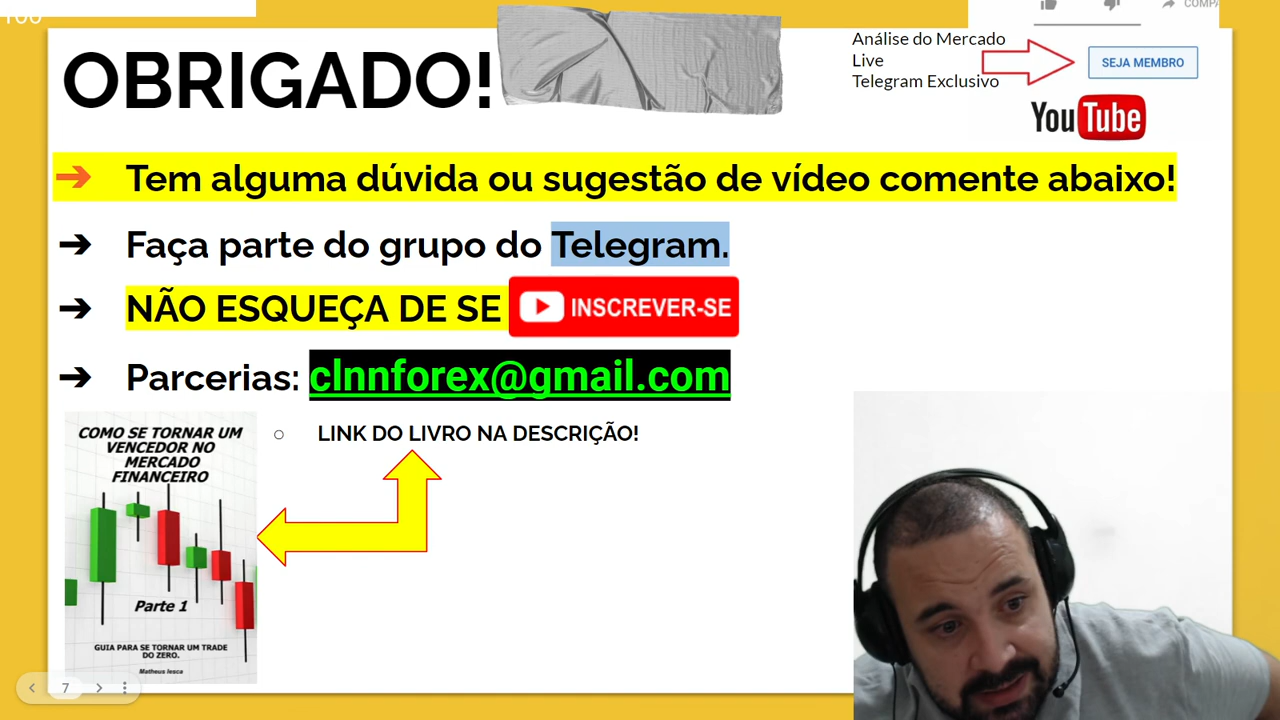 100
OBRIGADO!
Análise do Mercado
Live
Telegram Exclusivo
SEJA MEMBRO
YouTube
➔ Tem alguma dúvida ou sugestão de vídeo comente abaixo!
➔ Faça parte do grupo do Telegram.
➔ NÃO ESQUEÇA DE SE INSCREVER-SE
➔ Parcerias: clnnforex@gmail.com
○ LINK DO LIVRO NA DESCRIÇÃO!
COMO SE TORNAR UM
VENCEDOR NO
MERCADO
FINANCEIRO
Parte 1
GUIA PARA SE TORNAR UM TRADE
DO ZERO.
Matheus Iesca
7